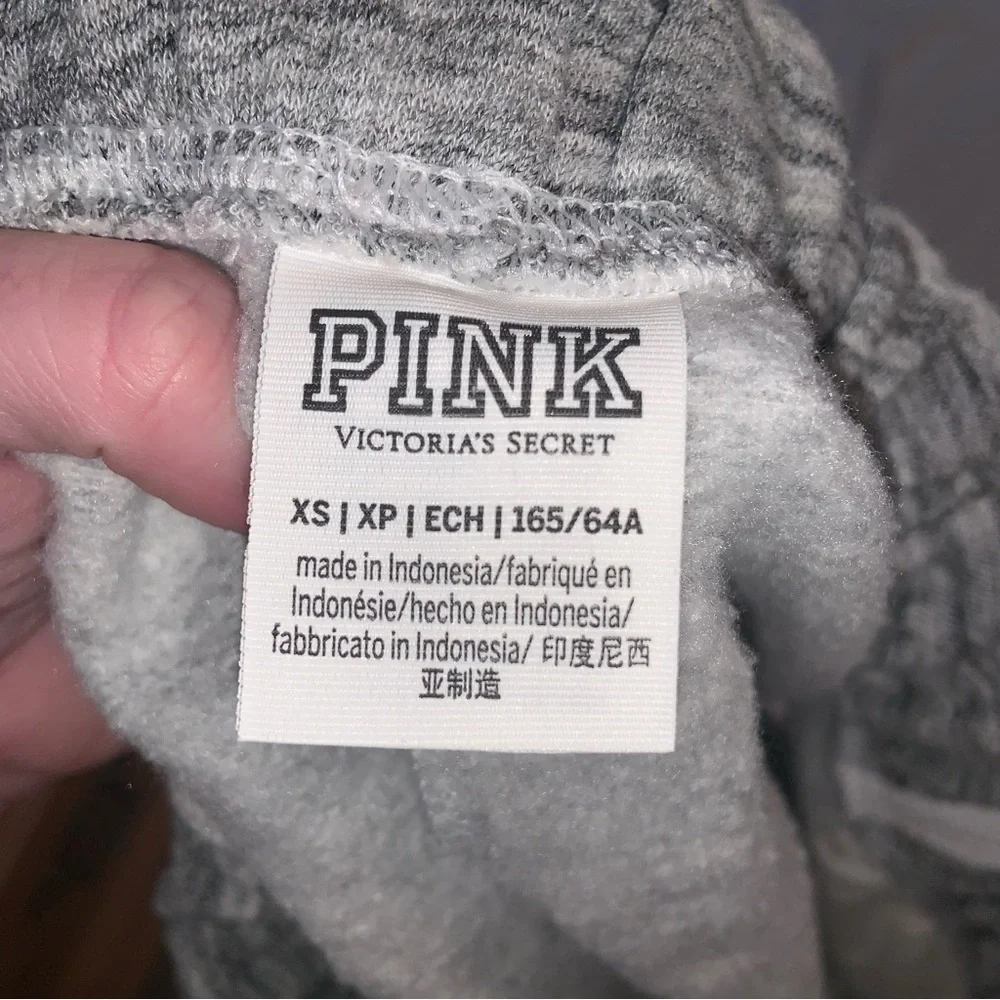 PINK
VICTORIA'S SECRET
XS | XP | ECH | 165/64A
made in Indonesia/fabriqué en
Indonésie/hecho en Indonesia/
fabbricato in Indonesia/ 印度尼西
亚制造